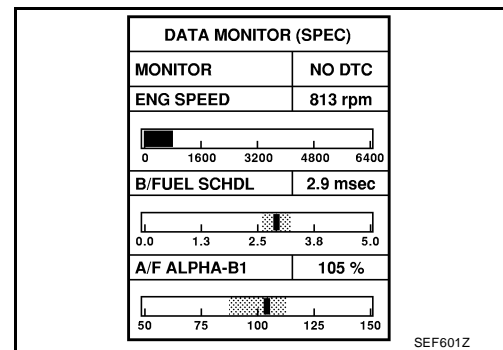 DATA MONITOR (SPEC)
MONITOR NO DTC
ENG SPEED 813 rpm
0 1600 3200 4800 6400
B/FUEL SCHDL 2.9 msec
0.0 1.3 2.5 3.8 5.0
A/F ALPHA-B1 105 %
50 75 100 125 150
SEF601Z